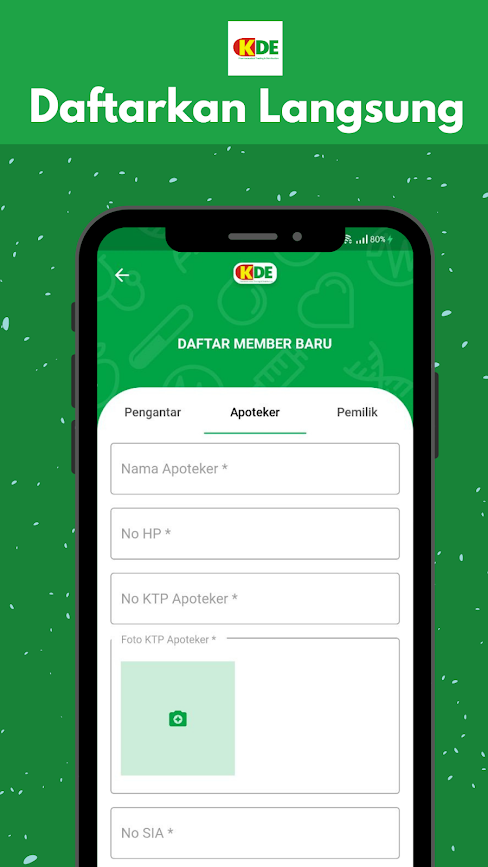 KDE
Daftarkan Langsung
80%
KDE
DAFTAR MEMBER BARU
Pengantar Apoteker Pemilik
Nama Apoteker *
No HP *
No KTP Apoteker *
Foto KTP Apoteker *
No SIA *